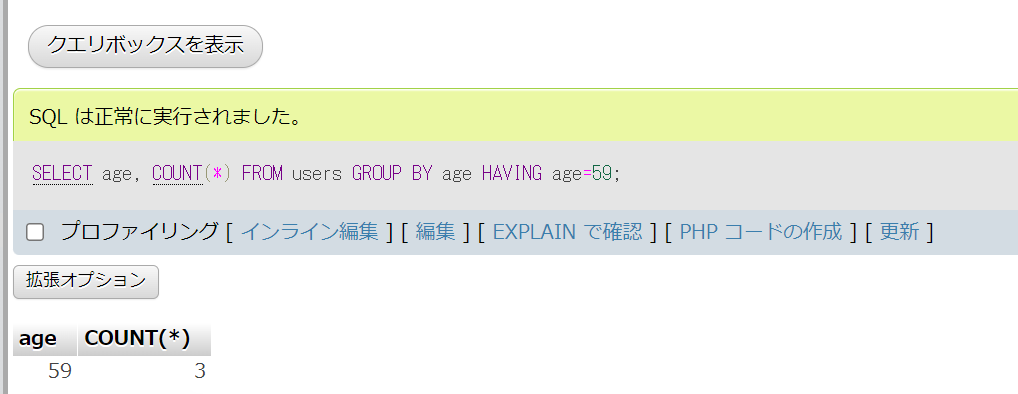 クエリボックスを表示
SQL は正常に実行されました。
SELECT age, COUNT(*) FROM users GROUP BY age HAVING age=59;
プロファイリング [ インライン編集 ] [ 編集 ] [ EXPLAIN で確認 ] [ PHP コードの作成 ] [ 更新 ]
拡張オプション
age COUNT(*)
59 3